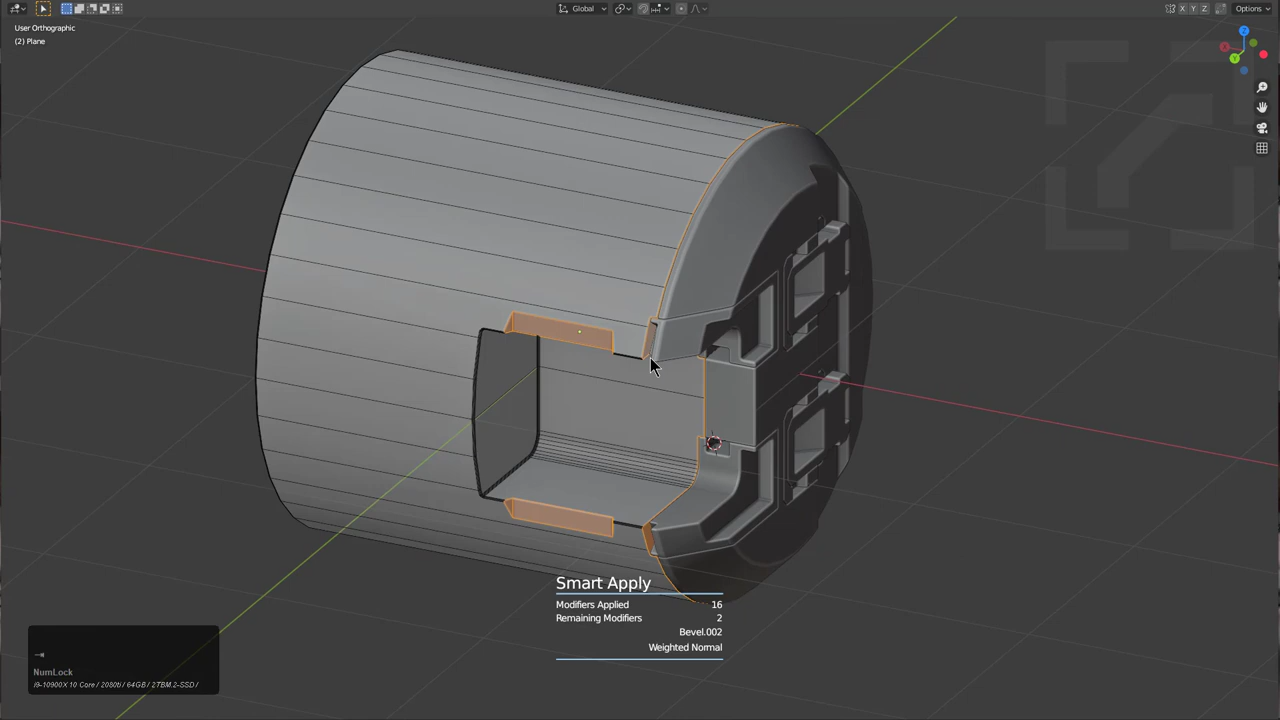 Global
X Y Z
Options
User Orthographic
(2) Plane
Z
X
Y
Smart Apply
Modifiers Applied 16
Remaining Modifiers 2
Bevel.002
Weighted Normal
NumLock
i9-10900X 10 Core / 2080ti / 64GB / 2TBM.2-SSD /